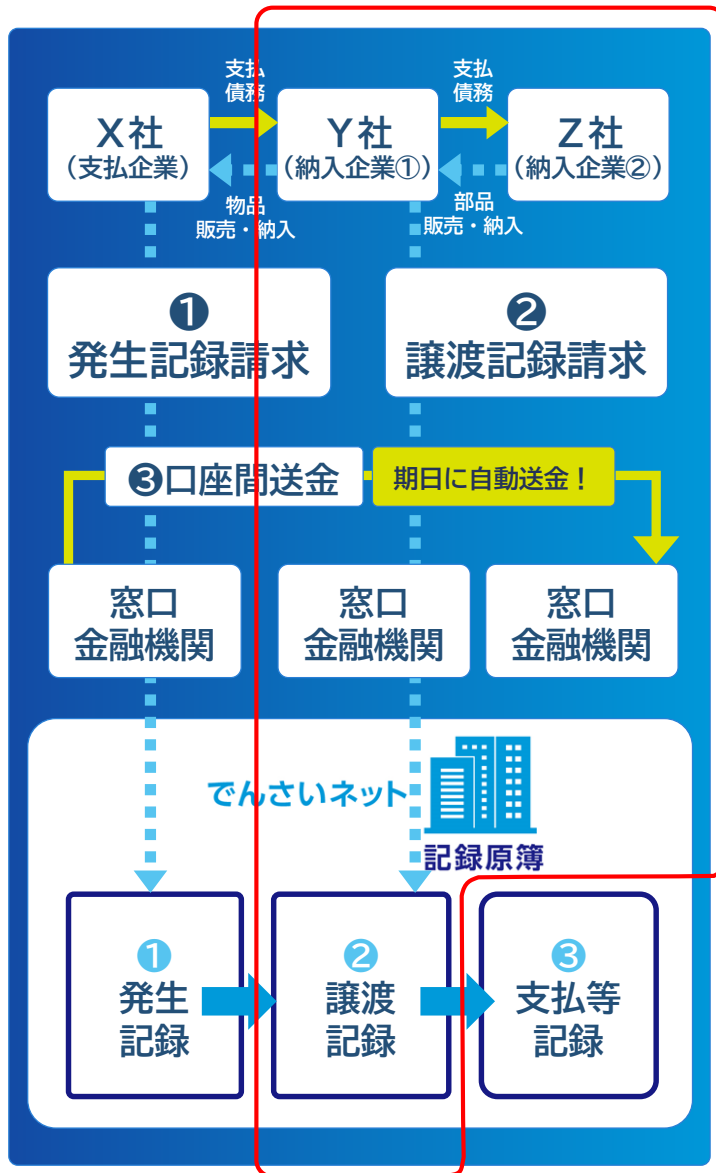 支払
債務
支払
債務
X社
(支払企業)
Y社
(納入企業①)
Z社
(納入企業②)
物品
販売・納入
部品
販売・納入
❶
発生記録請求
❷
譲渡記録請求
❸口座間送金
期日に自動送金！
窓口
金融機関
窓口
金融機関
窓口
金融機関
でんさいネット
記録原簿
❶
発生
記録
❷
譲渡
記録
❸
支払等
記録